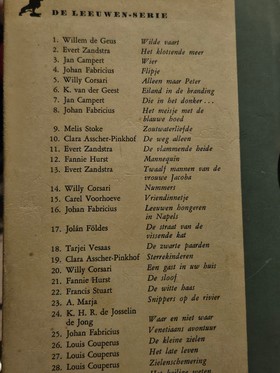 DE LEEUWEN-SERIE
1. Willem de Geus Wilde vaart
2. Evert Zandstra Het klotsende meer
3. Jan Campert Wier
4. Johan Fabricius Flipje
5. Willy Corsari Alleen maar Peter
6. K. van der Geest Eiland in de branding
7. Jan Campert Die in het donker...
8. Johan Fabricius Het meisje met de
blauwe hoed
9. Melis Stoke Zoutwaterliefde
10. Clara Asscher-Pinkhof De weg alleen
11. Evert Zandstra De vlammende heide
12. Fannie Hurst Mannequin
13. Evert Zandstra Twaalf mannen van de
vrouwe Jacoba
14. Willy Corsari Nummers
15. Carel Voorhoeve Vriendinnetje
16. Johan Fabricius Leeuwen hongeren
in Napels
17. Jolán Földes De straat van de
vissende kat
18. Tarjei Vesaas De zwarte paarden
19. Clara Asscher-Pinkhof Sterrekinderen
20. Willy Corsari Een gast in uw huis
21. Fannie Hurst De sloof
22. Francis Stuart De witte haas
23. A. Marja Snippers op de rivier
24. K. H. R. de Josselin
de Jong Waar en niet waar
25. Johan Fabricius Venetiaans avontuur
26. Louis Couperus De kleine zielen
27. Louis Couperus Het late leven
28. Louis Couperus Zielenschemering